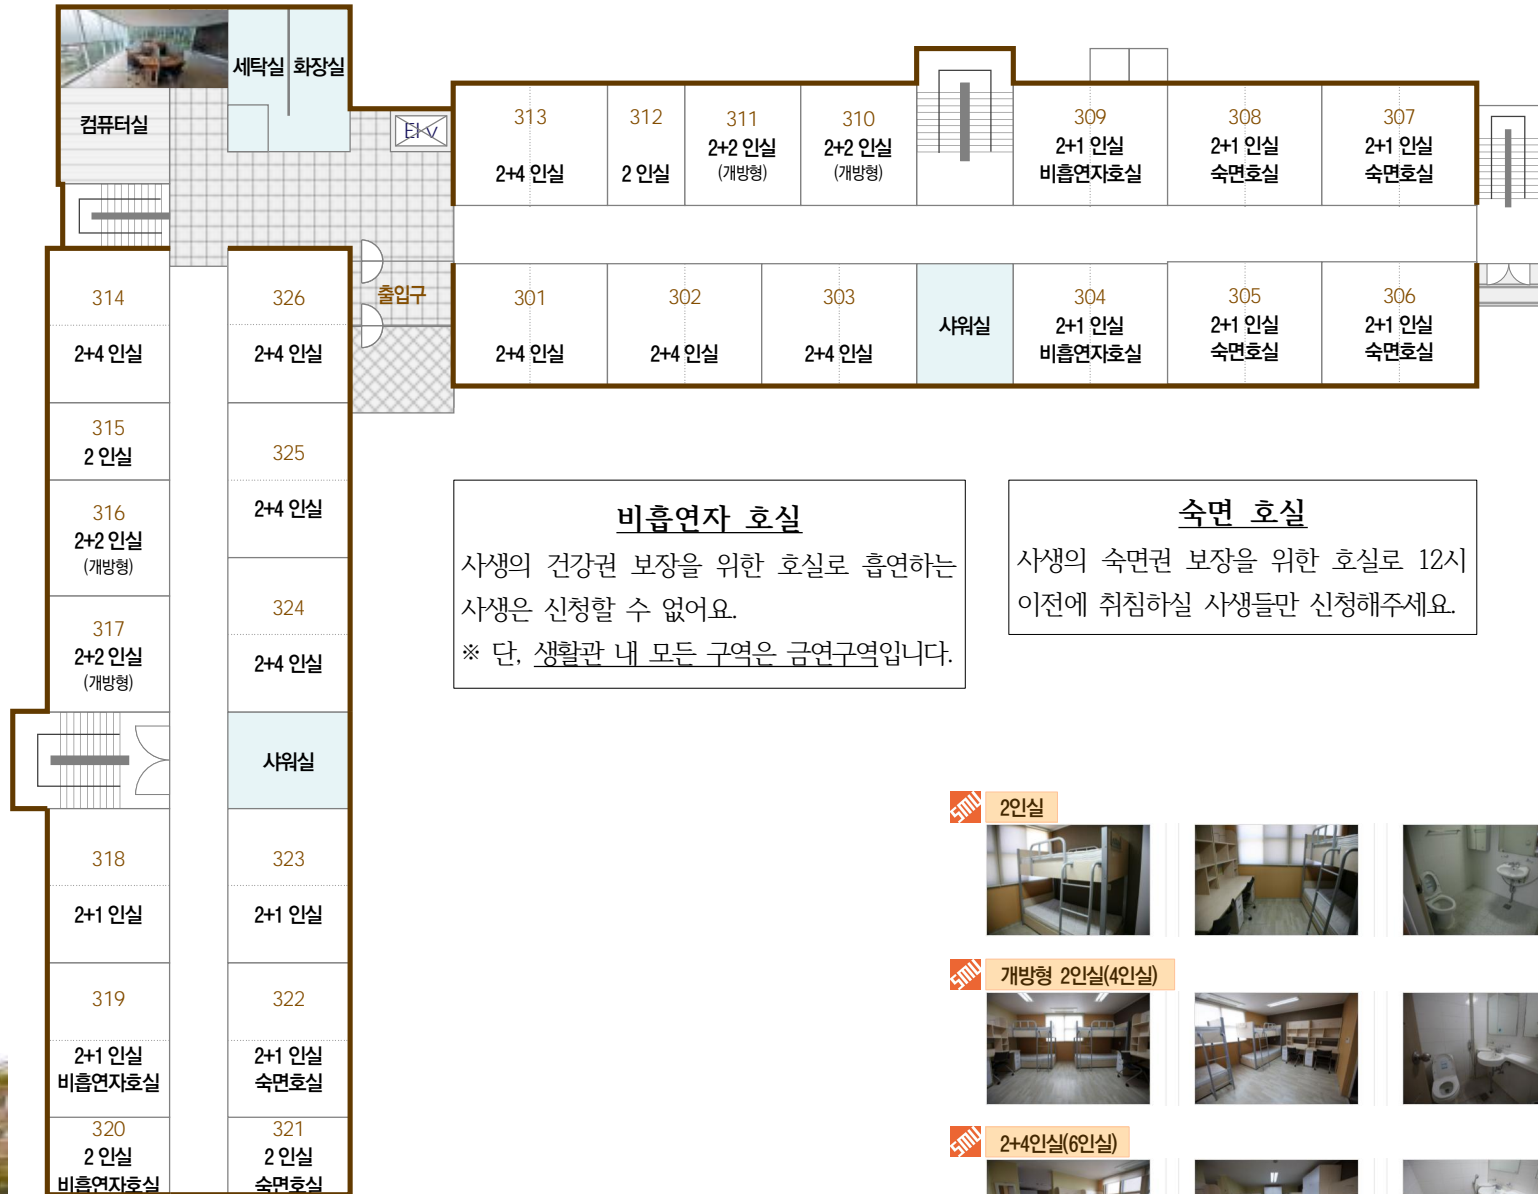 세탁실 화장실
컴퓨터실
El-v
313
2+4 인실
312
2 인실
311
2+2 인실
(개방형)
310
2+2 인실
(개방형)
309
2+1 인실
비흡연자호실
308
2+1 인실
숙면호실
307
2+1 인실
숙면호실
출입구
301
2+4 인실
302
2+4 인실
303
2+4 인실
샤워실
304
2+1 인실
비흡연자호실
305
2+1 인실
숙면호실
306
2+1 인실
숙면호실
314
2+4 인실
326
2+4 인실
315
2 인실
325
2+4 인실
316
2+2 인실
(개방형)
317
2+2 인실
(개방형)
324
2+4 인실
샤워실
318
2+1 인실
323
2+1 인실
319
2+1 인실
비흡연자호실
322
2+1 인실
숙면호실
320
2 인실
비흡연자호실
321
2 인실
숙면호실
비흡연자 호실
사생의 건강권 보장을 위한 호실로 흡연하는
사생은 신청할 수 없어요.
※ 단, 생활관 내 모든 구역은 금연구역입니다.
숙면 호실
사생의 숙면권 보장을 위한 호실로 12시
이전에 취침하실 사생들만 신청해주세요.
SMU 2인실
SMU 개방형 2인실(4인실)
SMU 2+4인실(6인실)